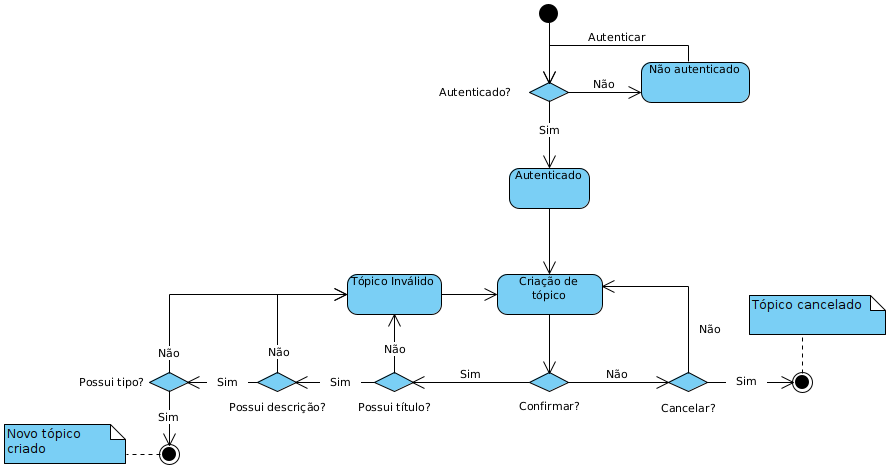 Autenticar
Não autenticado
Autenticado?
Não
Sim
Autenticado
Tópico Inválido
Criação de
tópico
Tópico cancelado
Não
Não
Não
Não
Possui tipo?
Sim
Sim
Sim
Não
Sim
Possui descrição?
Possui título?
Confirmar?
Cancelar?
Sim
Novo tópico
criado